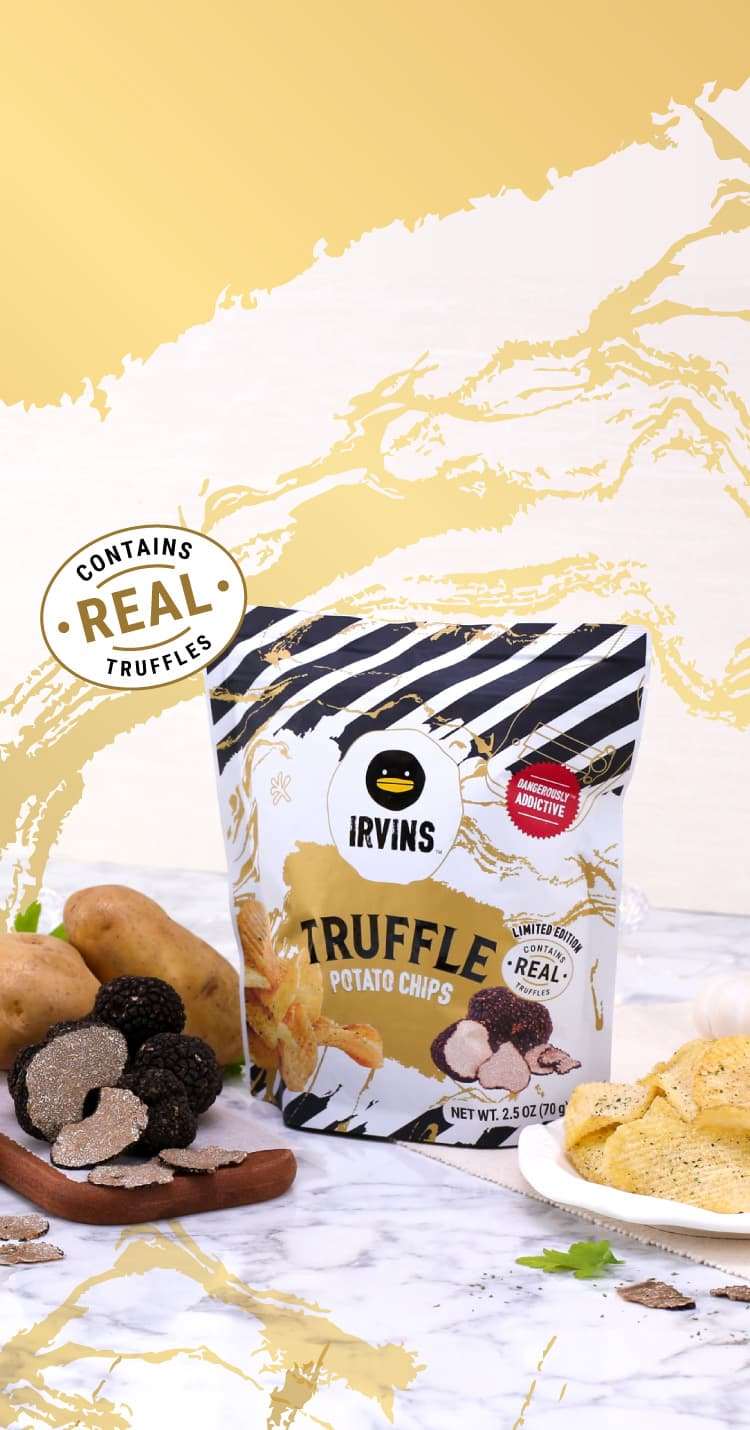 CONTAINS
REAL
TRUFFLES
IRVINS
DANGEROUSLY
ADDICTIVE
TRUFFLE
POTATO CHIPS
LIMITED EDITION
CONTAINS
REAL
TRUFFLES
NET WT. 2.5 OZ (70 g)